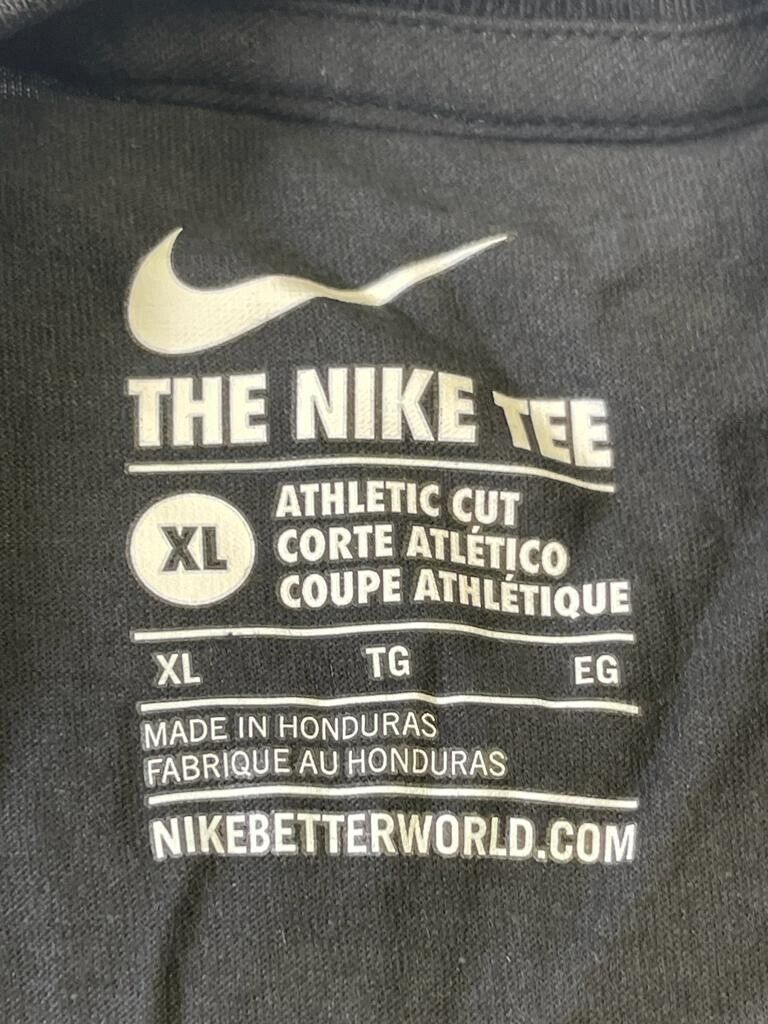 THE NIKE TEE
XL
ATHLETIC CUT
CORTE ATLÉTICO
COUPE ATHLÉTIQUE
XL TG EG
MADE IN HONDURAS
FABRIQUE AU HONDURAS
NIKEBETTERWORLD.COM